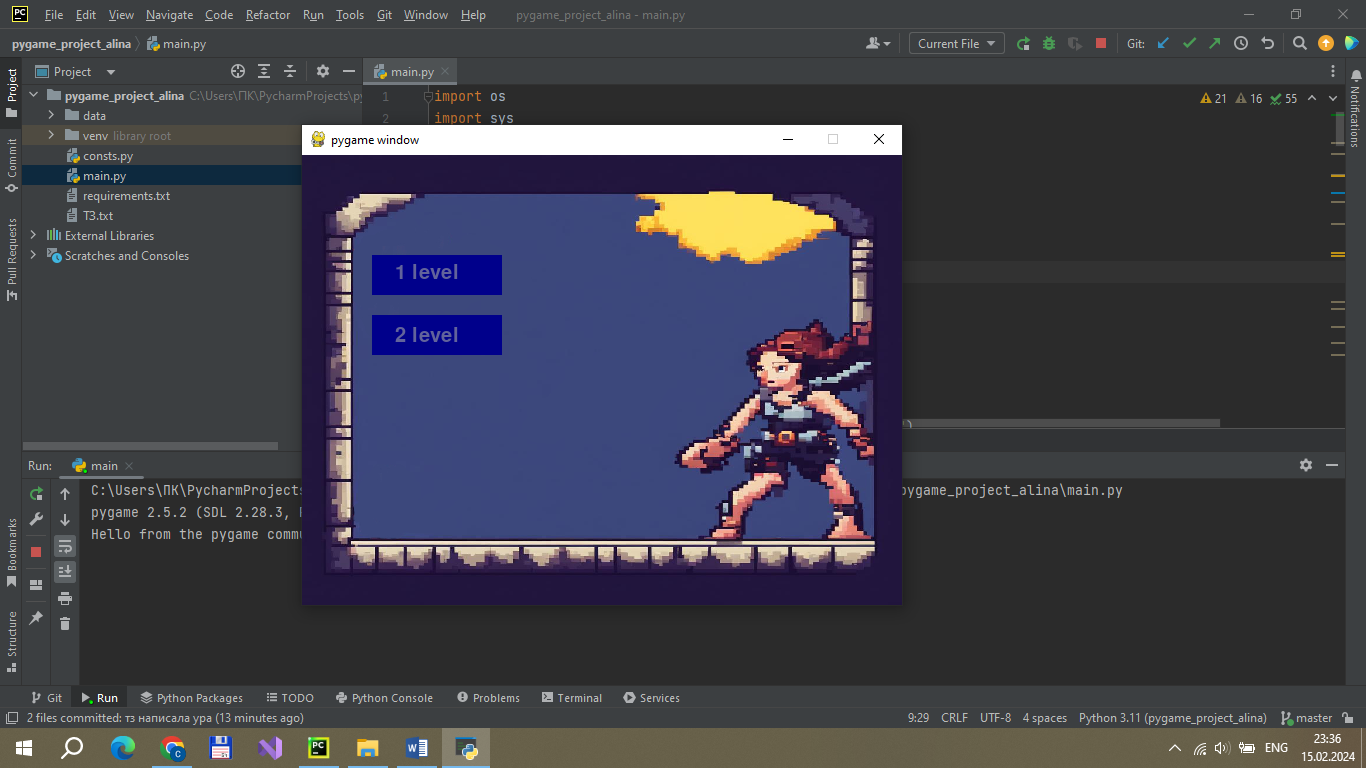 PC File Edit View Navigate Code Refactor Run Tools Git Window Help pygame_project_alina - main.py
pygame_project_alina main.py Current File Git:
Project main.py
Project
Commit
Pull Requests
Bookmarks
Structure
Notifications
pygame_project_alina C:\Users\ПК\PycharmProjects\py
data
venv library root
consts.py
main.py
requirements.txt
ТЗ.txt
External Libraries
Scratches and Consoles
1 import os
2 import sys
21 16 55
pygame window
1 level
2 level
Run: main
C:\Users\ПК\PycharmProjects pygame_project_alina\main.py
pygame 2.5.2 (SDL 2.28.3,
Hello from the pygame commu
Git Run Python Packages TODO Python Console Problems Terminal Services
2 files committed: тз написала ура (13 minutes ago) 9:29 CRLF UTF-8 4 spaces Python 3.11 (pygame_project_alina) master
ENG
23:36
15.02.2024